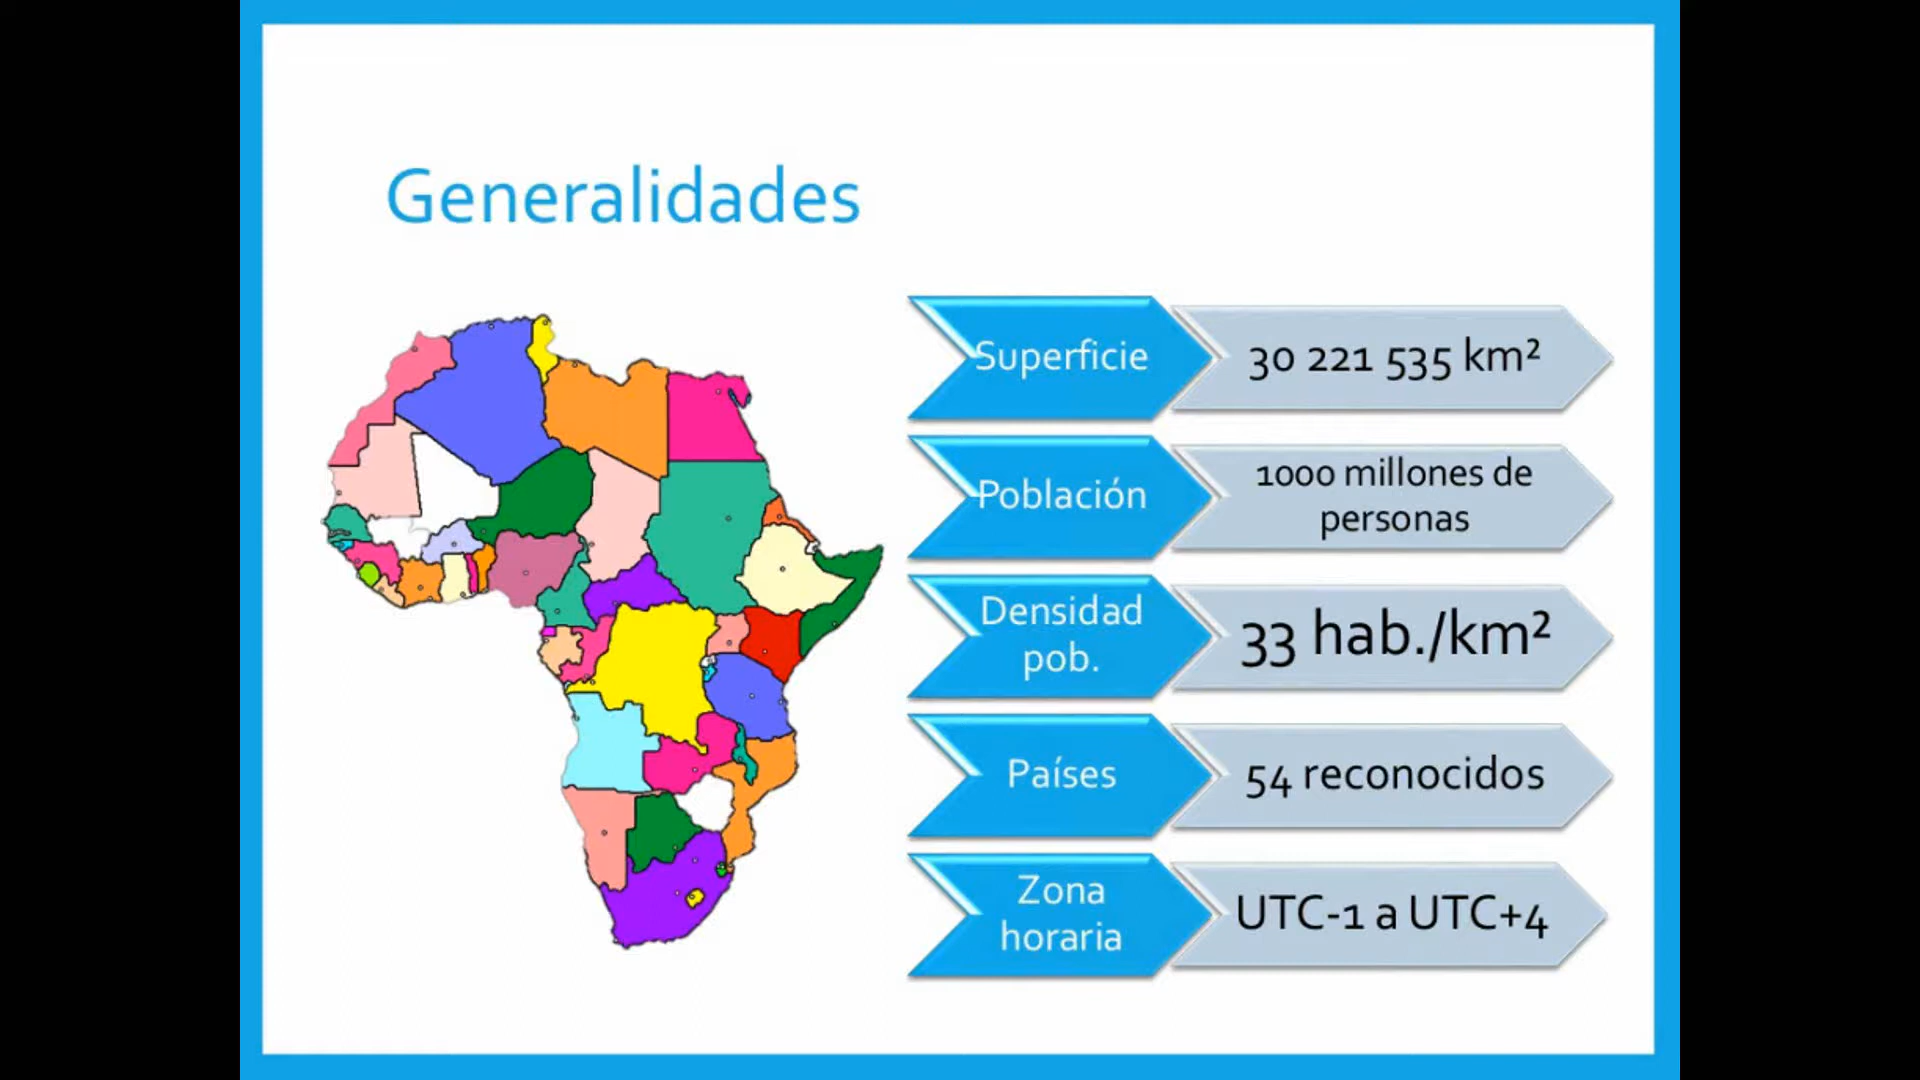 Generalidades
Superficie
30 221 535 km²
Población
1000 millones de
personas
Densidad
pob.
33 hab./km²
Países
54 reconocidos
Zona
horaria
UTC-1 a UTC+4